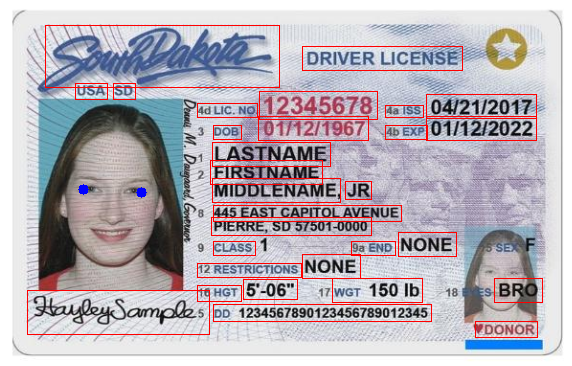 South Dakota
DRIVER LICENSE
USA SD
4d LIC. NO 12345678 4a ISS 04/21/2017
3 DOB 01/12/1967 4b EXP 01/12/2022
1 LASTNAME
2 FIRSTNAME
MIDDLENAME, JR
8 445 EAST CAPITOL AVENUE
PIERRE, SD 57501-0000
9 CLASS 1 9a END NONE 15 SEX F
12 RESTRICTIONS NONE
16 HGT 5'-06" 17 WGT 150 lb 18 EYES BRO
Hayley Sample
5 DD 1234567890123456789012345
DONOR
Dennis M. Daugaard, Governor